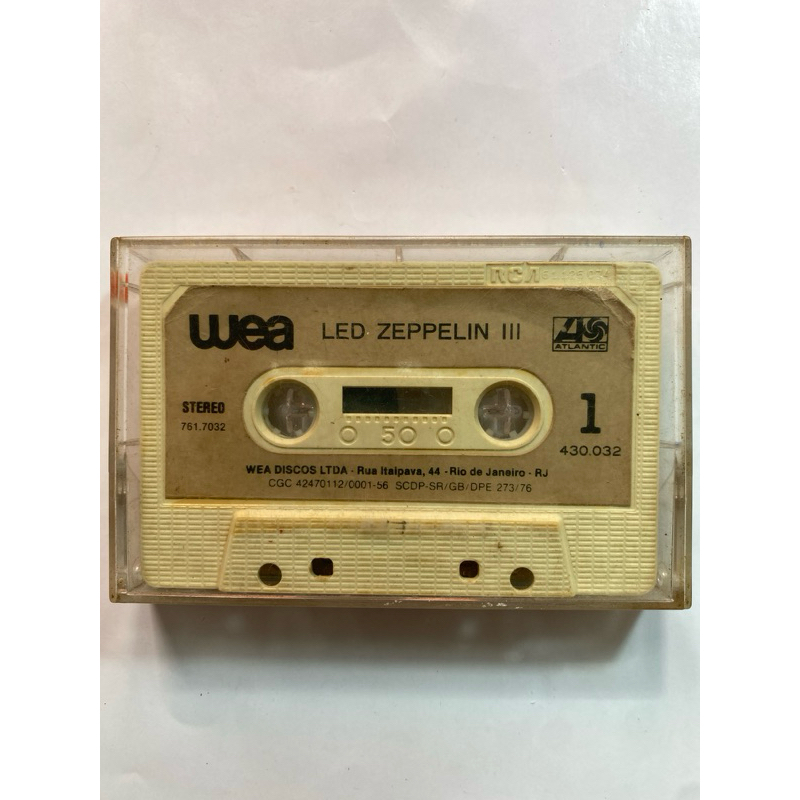 RCA
wea
LED ZEPPELIN III
ATLANTIC
STEREO
1
761.7032
50
430.032
WEA DISCOS LTDA - Rua Itaipava, 44 - Rio de Janeiro - RJ
CGC 42470112/0001-56 SCDP-SR/GB/DPE 273/76